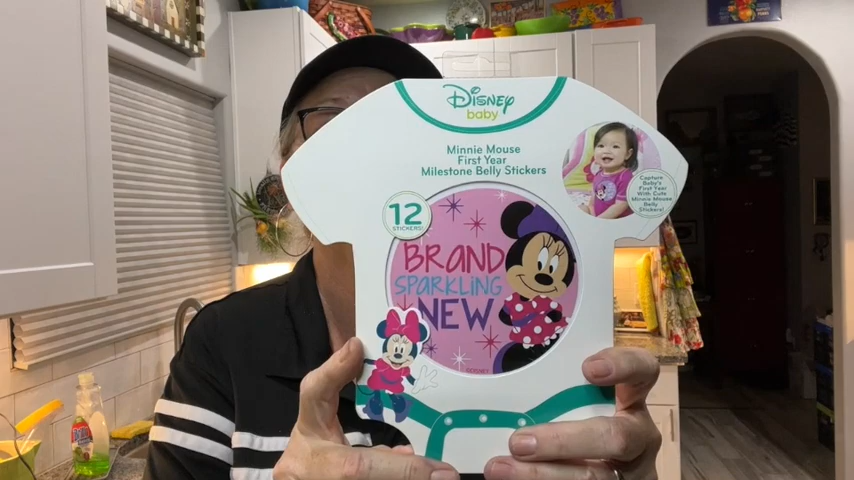 Disney
baby
Minnie Mouse
First Year
Milestone Belly Stickers
Capture
Baby's
First Year
With Cute
Minnie Mouse
Belly
Stickers!
12
STICKERS!
BRAND
SPARKLING
NEW
©DISNEY